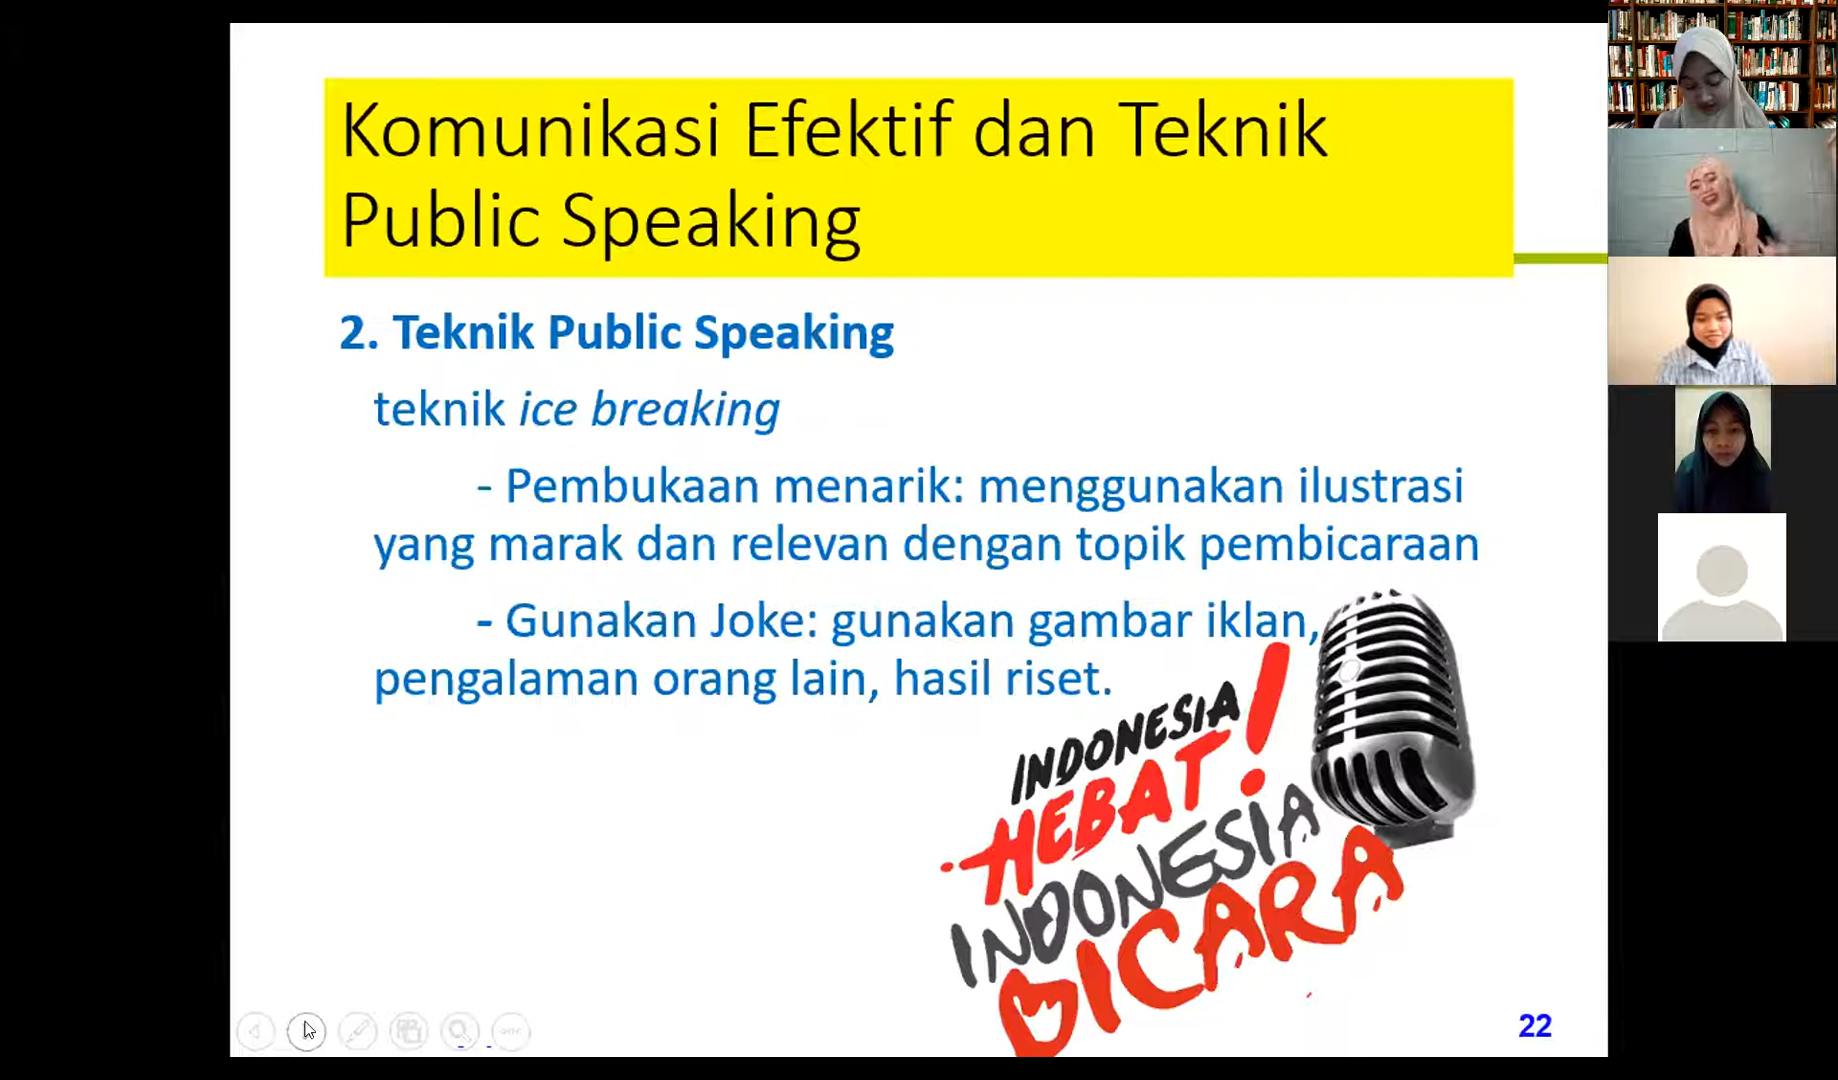 Komunikasi Efektif dan Teknik
Public Speaking
2. Teknik Public Speaking
teknik ice breaking
- Pembukaan menarik: menggunakan ilustrasi
yang marak dan relevan dengan topik pembicaraan
- Gunakan Joke: gunakan gambar iklan,
pengalaman orang lain, hasil riset.
INDONESIA
HEBAT!
INDONESIA
BICARA
22